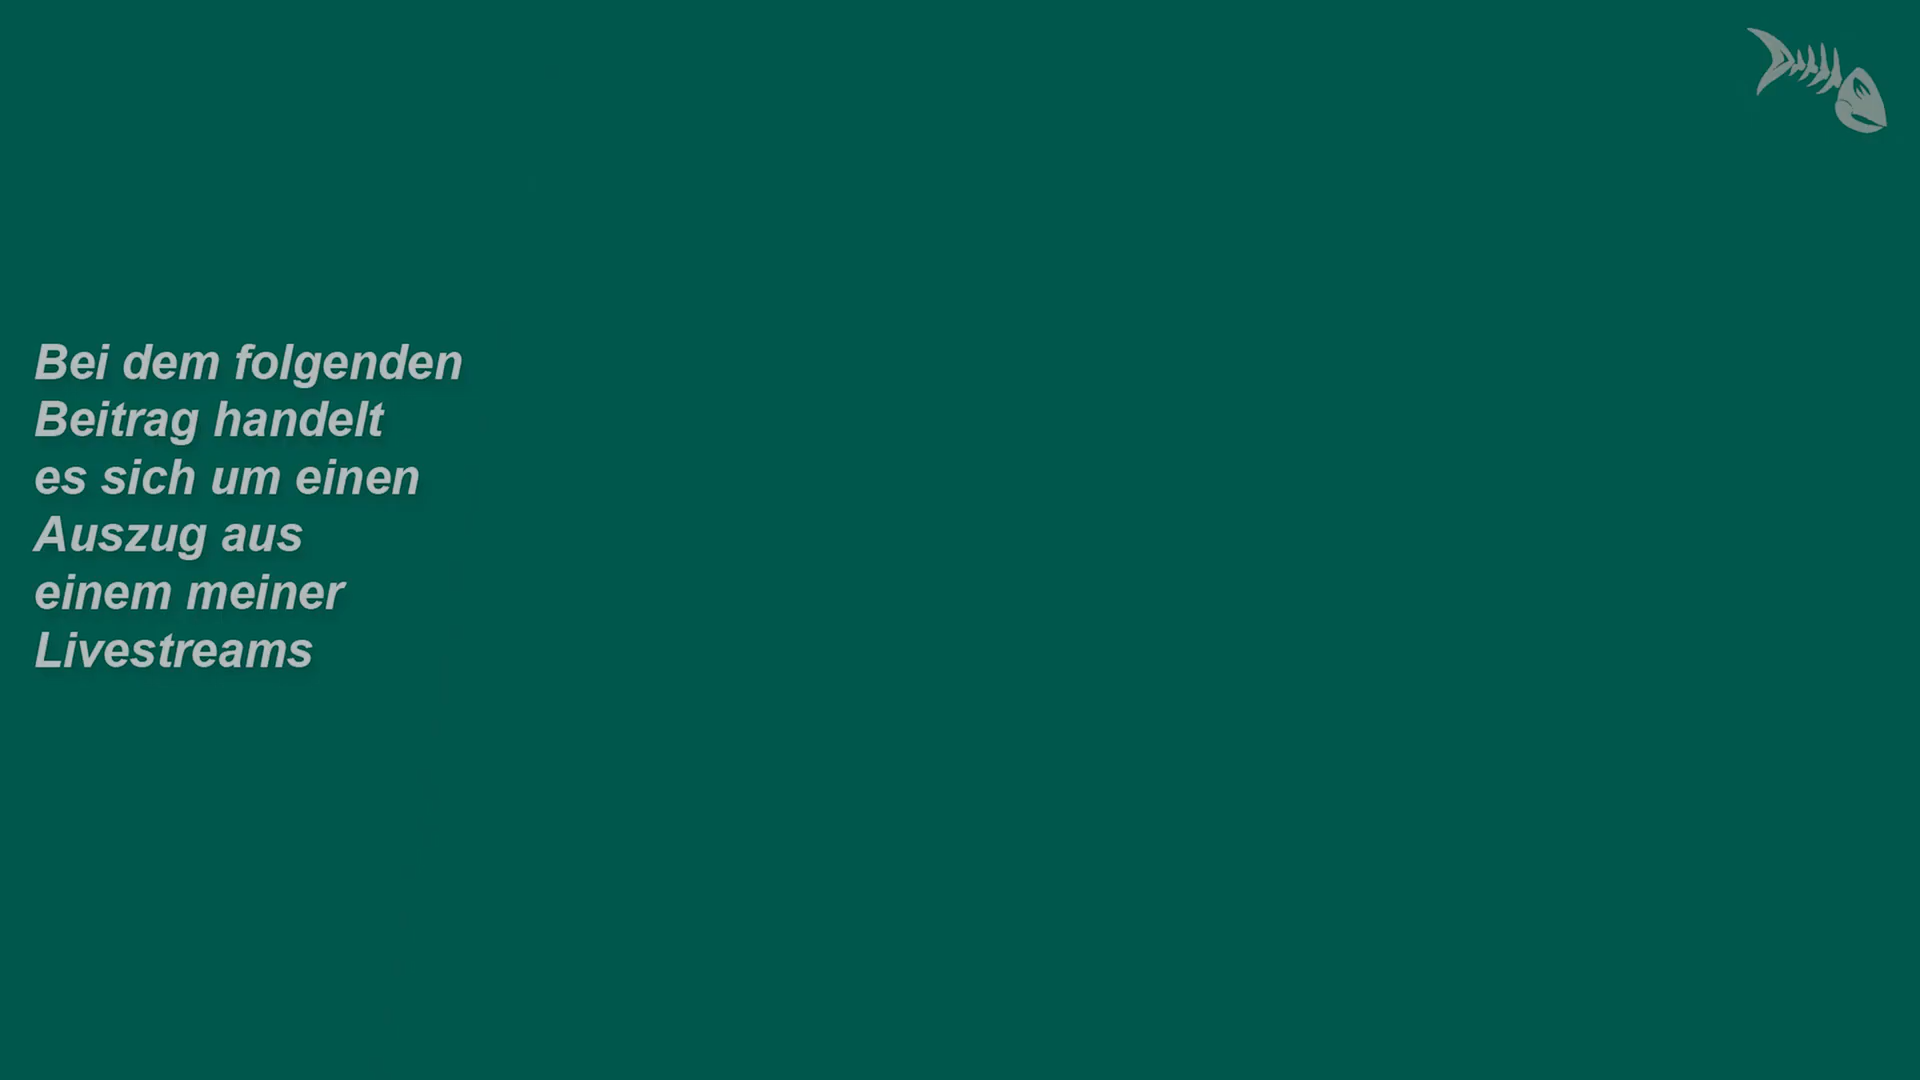 Bei dem folgenden
Beitrag handelt
es sich um einen
Auszug aus
einem meiner
Livestreams